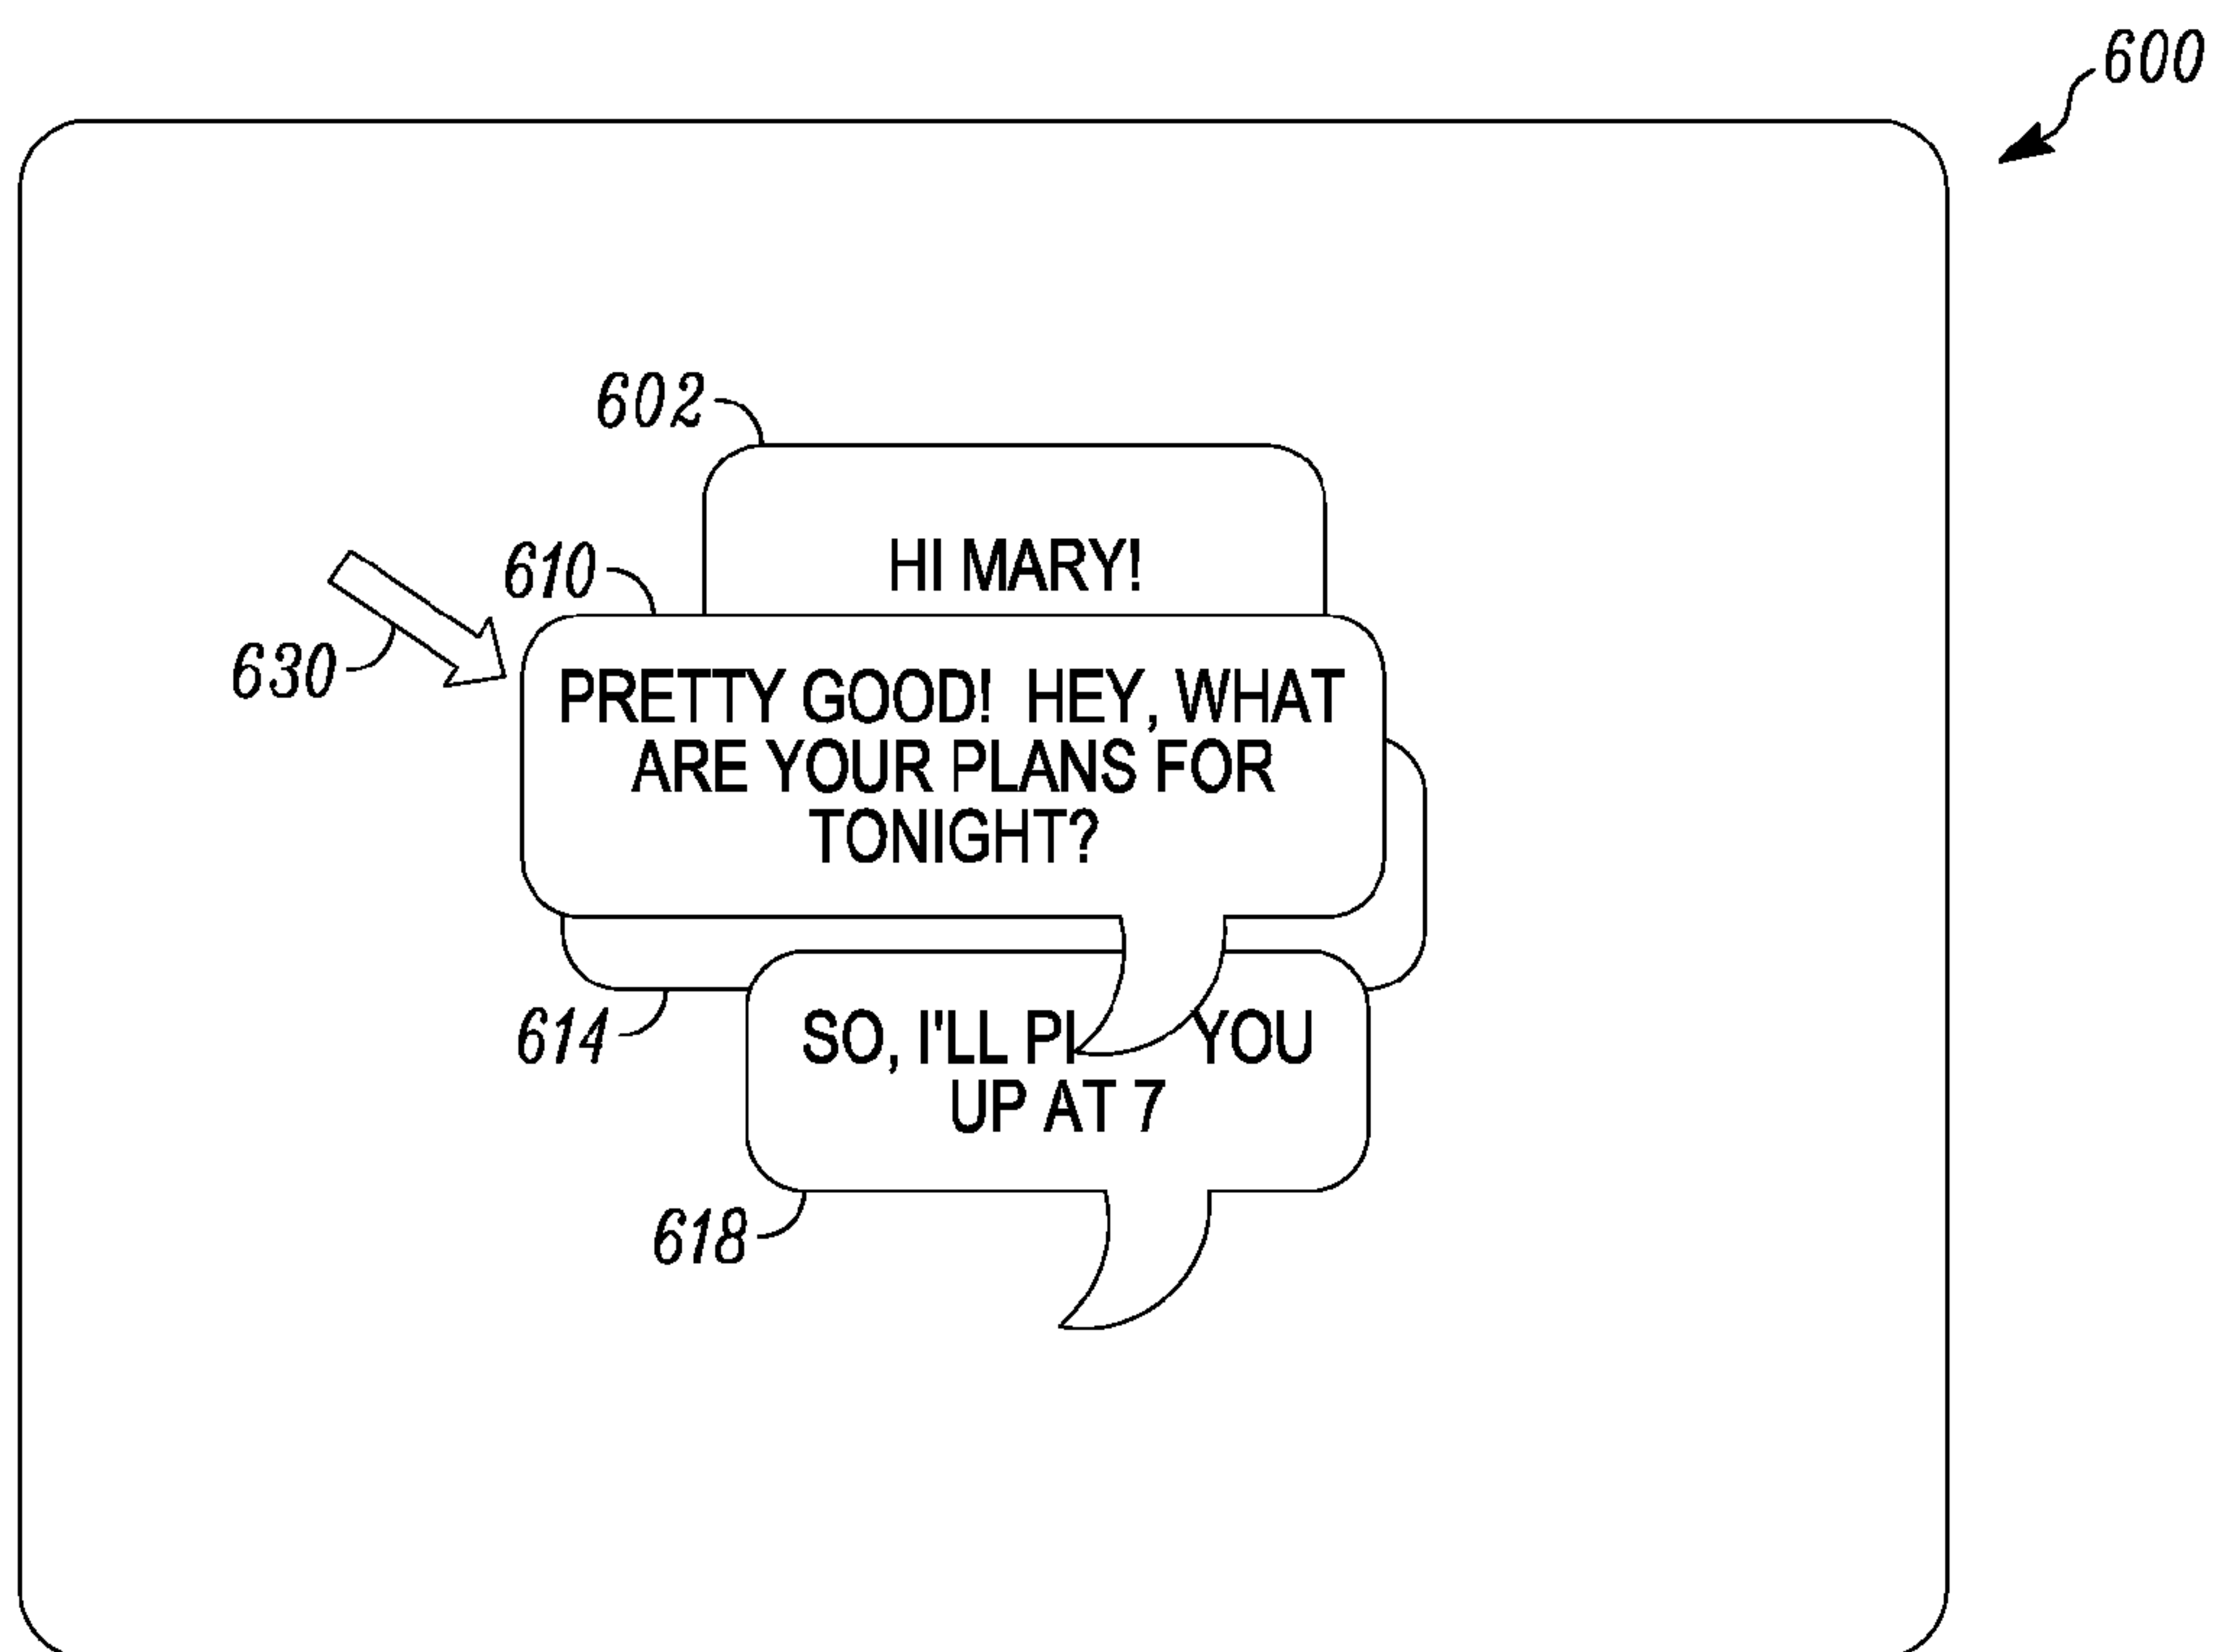 600
602
HI MARY!
610
630
PRETTY GOOD! HEY, WHAT
ARE YOUR PLANS FOR
TONIGHT?
614
SO, I'LL PI YOU
UP AT 7
618